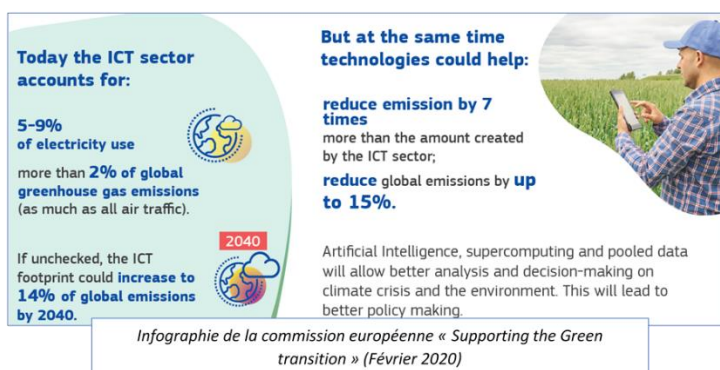 Today the ICT sector
accounts for:
5-9%
of electricity use
more than 2% of global
greenhouse gas emissions
(as much as all air traffic).
2040
If unchecked, the ICT
footprint could increase to
14% of global emissions
by 2040.
But at the same time
technologies could help:
reduce emission by 7
times
more than the amount created
by the ICT sector;
reduce global emissions by up
to 15%.
Artificial Intelligence, supercomputing and pooled data
will allow better analysis and decision-making on
climate crisis and the environment. This will lead to
better policy making.
Infographie de la commission européenne « Supporting the Green
transition » (Février 2020)